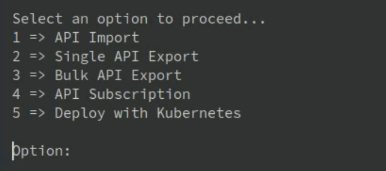 Select an option to proceed...
1 => API Import
2 => Single API Export
3 => Bulk API Export
4 => API Subscription
5 => Deploy with Kubernetes
Option: